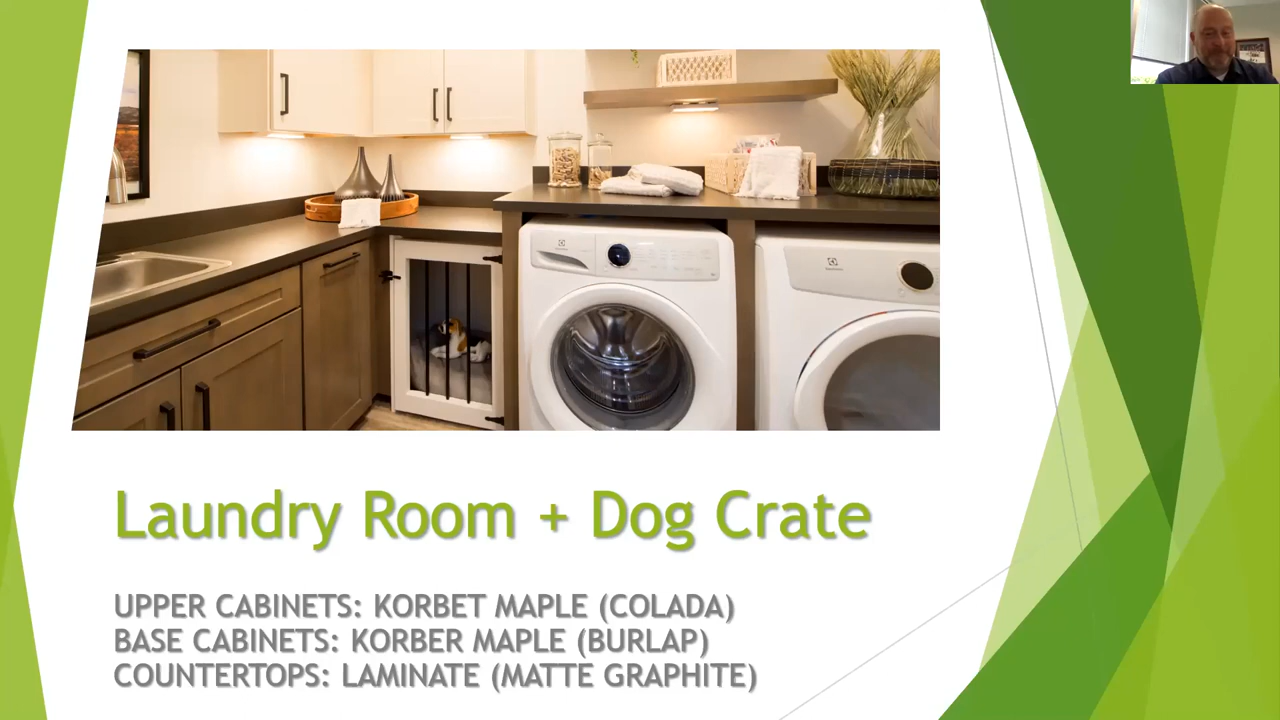 Laundry Room + Dog Crate
UPPER CABINETS: KORBET MAPLE (COLADA)
BASE CABINETS: KORBER MAPLE (BURLAP)
COUNTERTOPS: LAMINATE (MATTE GRAPHITE)